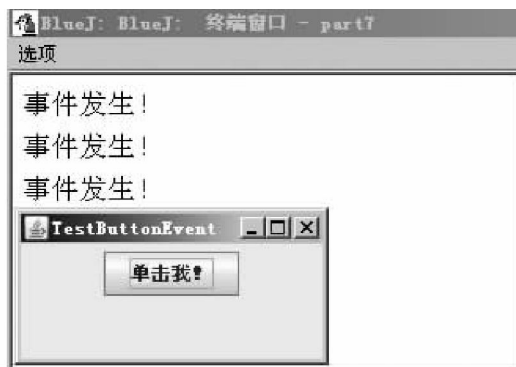 BlueJ: BlueJ: 终端窗口 - part7
选项
事件发生!
事件发生!
事件发生!
TestButtonEvent
单击我!